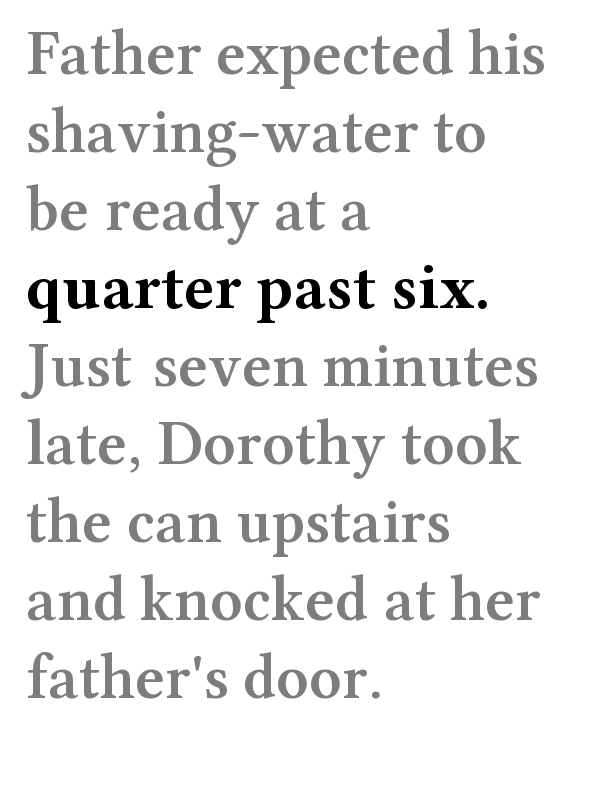 Father expected his
shaving-water to
be ready at a
quarter past six.
Just seven minutes
late, Dorothy took
the can upstairs
and knocked at her
father's door.